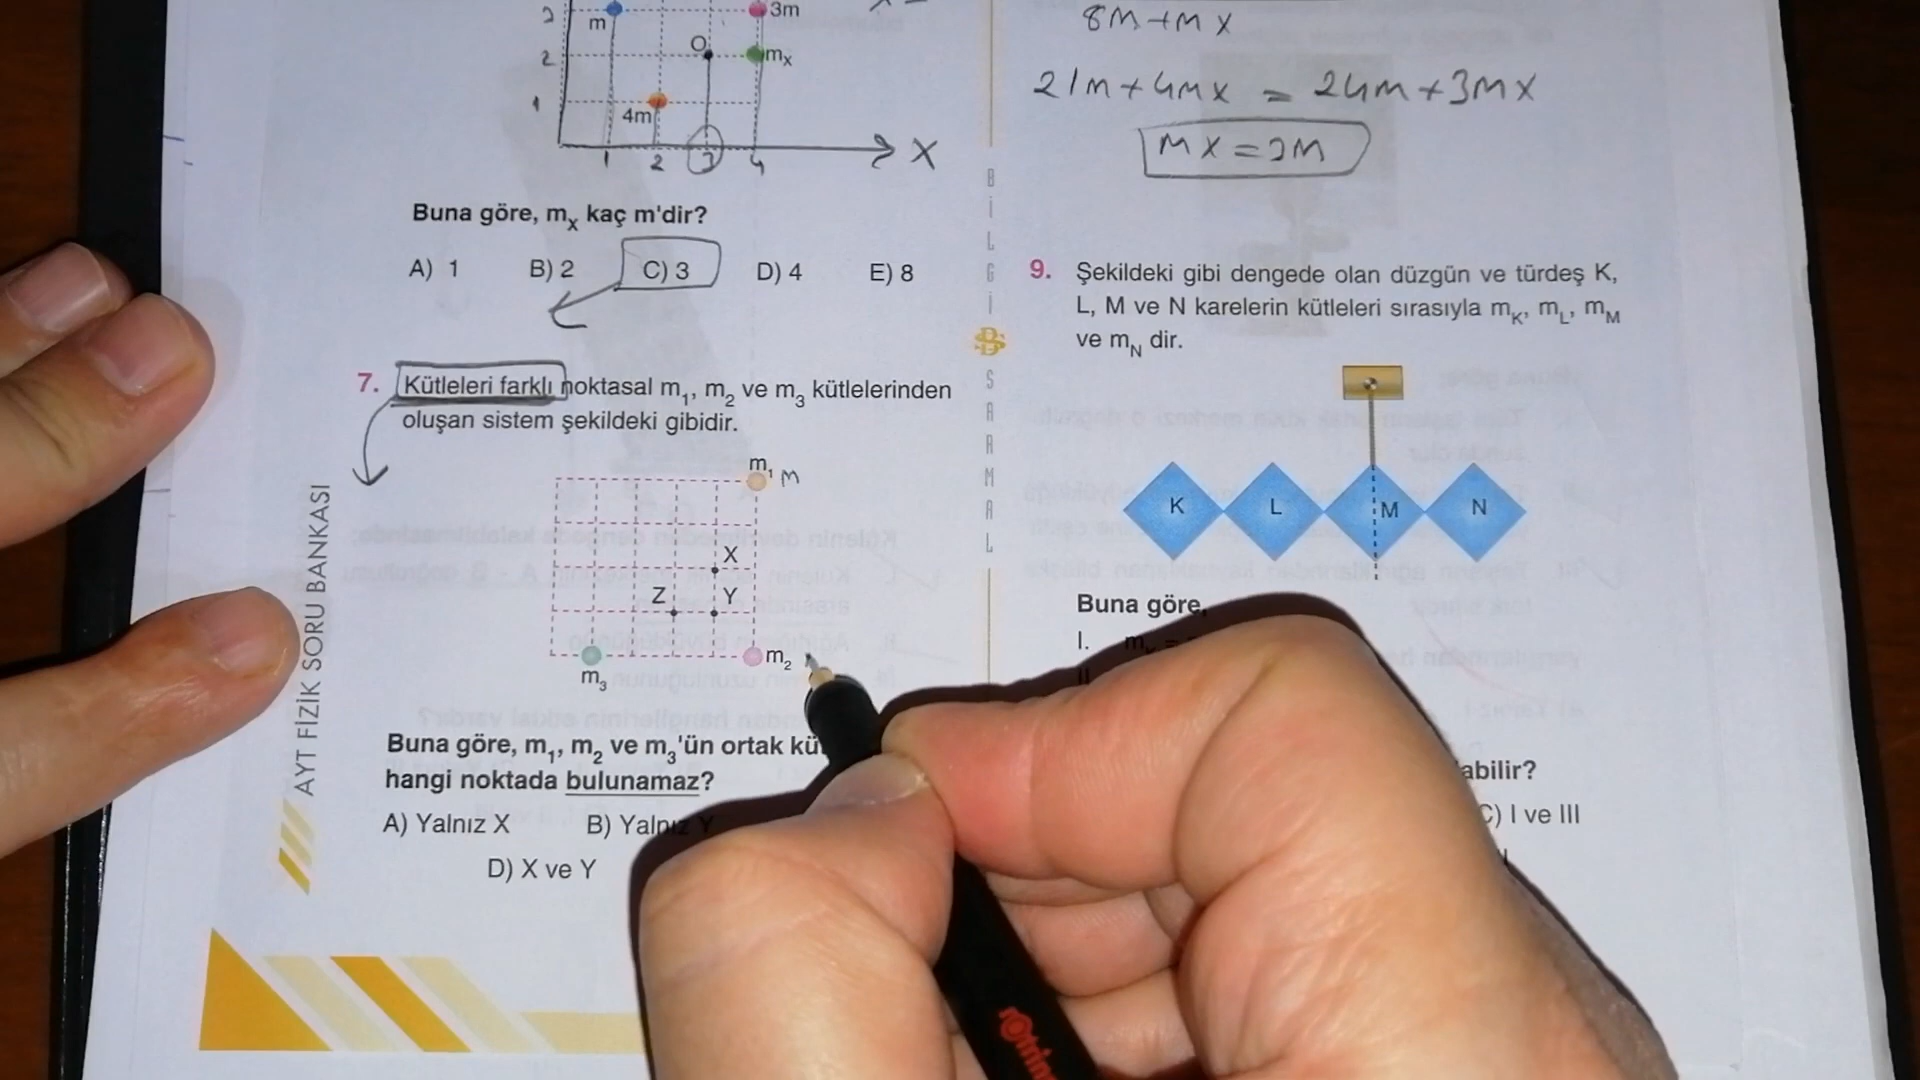 3m
m
2
O
mx
1
4m
1 2 3 4
X
Buna göre, mx kaç m'dir?
A) 1 B) 2 C) 3 D) 4 E) 8
7. Kütleleri farklı noktasal m1, m2 ve m3 kütlelerinden
oluşan sistem şekildeki gibidir.
m1 m
X
Z Y
m2
m3
Buna göre, m1, m2 ve m3'ün ortak
hangi noktada bulunamaz?
A) Yalnız X B) Yalnız Y
D) X ve Y
AYT FİZİK SORU BANKASI
BİLGİ
SARMAL
8m+mx
21m+4mx = 24m+3mx
mx=3m
9. Şekildeki gibi dengede olan düzgün ve türdeş K,
L, M ve N karelerin kütleleri sırasıyla mK, mL, mM
ve mN dir.
K L M N
Buna göre,
I.
II
abilir?
C) I ve III
rotring